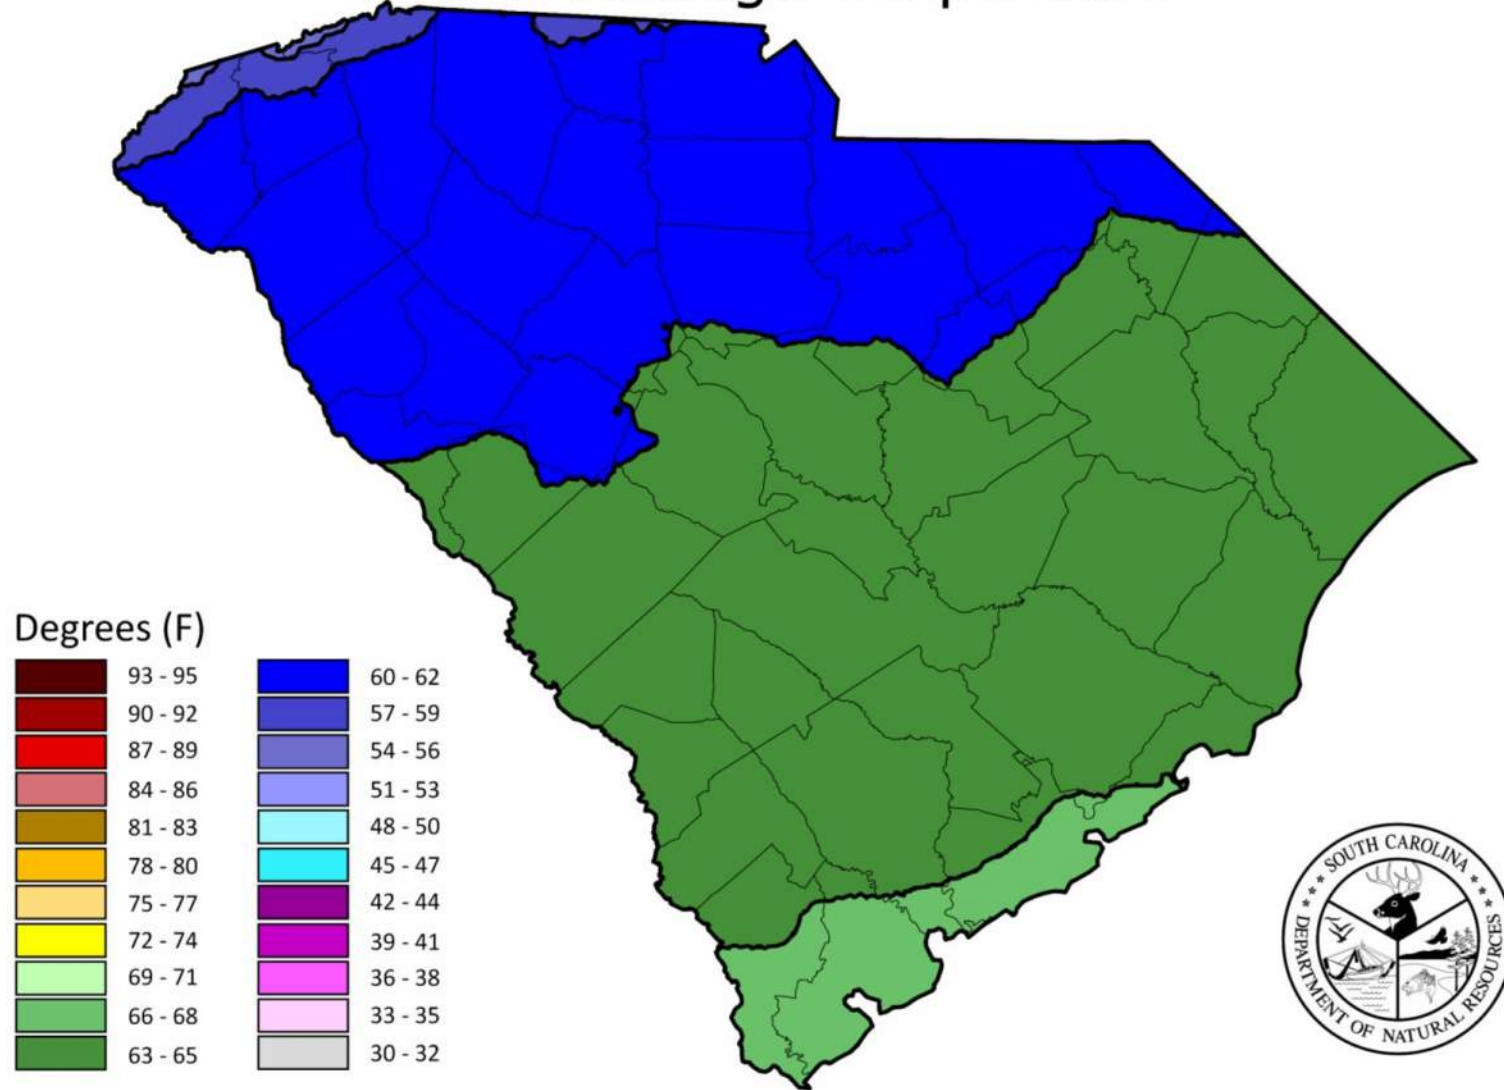 Degrees (F)
93 - 95
90 - 92
87 - 89
84 - 86
81 - 83
78 - 80
75 - 77
72 - 74
69 - 71
66 - 68
63 - 65
60 - 62
57 - 59
54 - 56
51 - 53
48 - 50
45 - 47
42 - 44
39 - 41
36 - 38
33 - 35
30 - 32
SOUTH CAROLINA
DEPARTMENT OF NATURAL RESOURCES